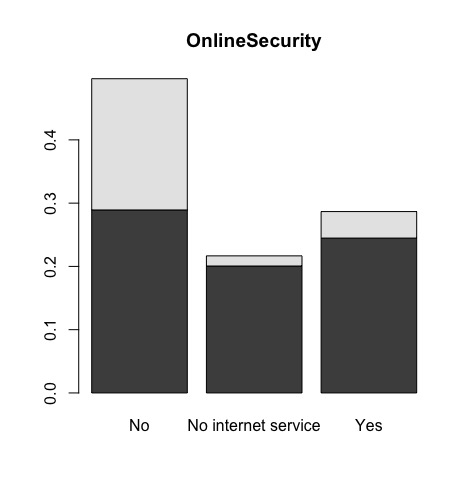 OnlineSecurity
0.4
0.3
0.2
0.1
0.0
No No internet service Yes